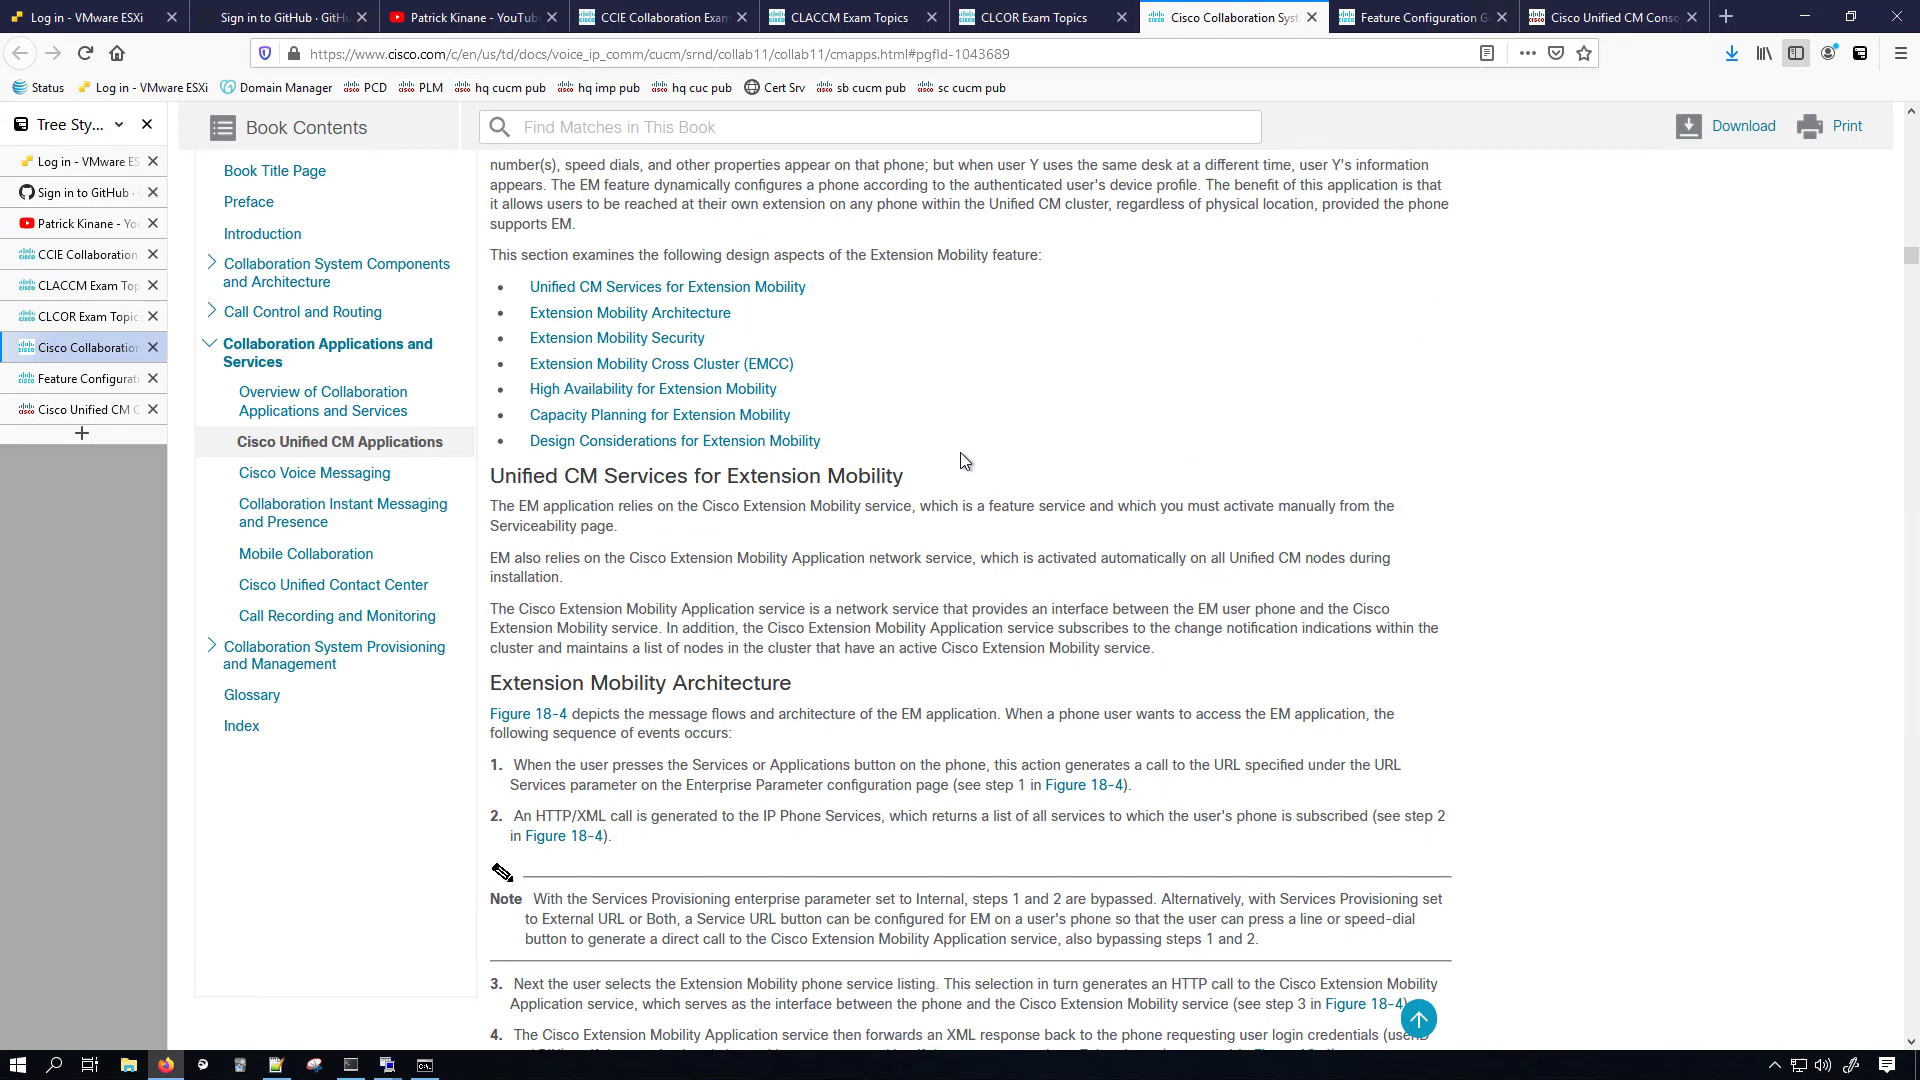 Log in - VMware ESXi
Sign in to GitHub · GitHu
Patrick Kinane - YouTube
CCIE Collaboration Exam
CLACCM Exam Topics
CLCOR Exam Topics
Cisco Collaboration Syst
Feature Configuration G
Cisco Unified CM Conso
https://www.cisco.com/c/en/us/td/docs/voice_ip_comm/cucm/srnd/collab11/collab11/cmapps.html#pgfId-1043689
Status
Log in - VMware ESXi
Domain Manager
PCD
PLM
hq cucm pub
hq imp pub
hq cuc pub
Cert Srv
sb cucm pub
sc cucm pub
Tree Sty...
Log in - VMware ES
Sign in to GitHub ·
Patrick Kinane - Yo
CCIE Collaboration
CLACCM Exam Top
CLCOR Exam Topic
Cisco Collaboration
Feature Configurat
Cisco Unified CM C
Book Contents
Find Matches in This Book
Download
Print
Book Title Page
Preface
Introduction
Collaboration System Components
and Architecture
Call Control and Routing
Collaboration Applications and
Services
Overview of Collaboration
Applications and Services
Cisco Unified CM Applications
Cisco Voice Messaging
Collaboration Instant Messaging
and Presence
Mobile Collaboration
Cisco Unified Contact Center
Call Recording and Monitoring
Collaboration System Provisioning
and Management
Glossary
Index
number(s), speed dials, and other properties appear on that phone; but when user Y uses the same desk at a different time, user Y's information
appears. The EM feature dynamically configures a phone according to the authenticated user's device profile. The benefit of this application is that
it allows users to be reached at their own extension on any phone within the Unified CM cluster, regardless of physical location, provided the phone
supports EM.
This section examines the following design aspects of the Extension Mobility feature:
• Unified CM Services for Extension Mobility
• Extension Mobility Architecture
• Extension Mobility Security
• Extension Mobility Cross Cluster (EMCC)
• High Availability for Extension Mobility
• Capacity Planning for Extension Mobility
• Design Considerations for Extension Mobility
Unified CM Services for Extension Mobility
The EM application relies on the Cisco Extension Mobility service, which is a feature service and which you must activate manually from the
Serviceability page.
EM also relies on the Cisco Extension Mobility Application network service, which is activated automatically on all Unified CM nodes during
installation.
The Cisco Extension Mobility Application service is a network service that provides an interface between the EM user phone and the Cisco
Extension Mobility service. In addition, the Cisco Extension Mobility Application service subscribes to the change notification indications within the
cluster and maintains a list of nodes in the cluster that have an active Cisco Extension Mobility service.
Extension Mobility Architecture
Figure 18-4 depicts the message flows and architecture of the EM application. When a phone user wants to access the EM application, the
following sequence of events occurs:
1. When the user presses the Services or Applications button on the phone, this action generates a call to the URL specified under the URL
Services parameter on the Enterprise Parameter configuration page (see step 1 in Figure 18-4).
2. An HTTP/XML call is generated to the IP Phone Services, which returns a list of all services to which the user's phone is subscribed (see step 2
in Figure 18-4).
Note With the Services Provisioning enterprise parameter set to Internal, steps 1 and 2 are bypassed. Alternatively, with Services Provisioning set
to External URL or Both, a Service URL button can be configured for EM on a user's phone so that the user can press a line or speed-dial
button to generate a direct call to the Cisco Extension Mobility Application service, also bypassing steps 1 and 2.
3. Next the user selects the Extension Mobility phone service listing. This selection in turn generates an HTTP call to the Cisco Extension Mobility
Application service, which serves as the interface between the phone and the Cisco Extension Mobility service (see step 3 in Figure 18-4)
4. The Cisco Extension Mobility Application service then forwards an XML response back to the phone requesting user login credentials